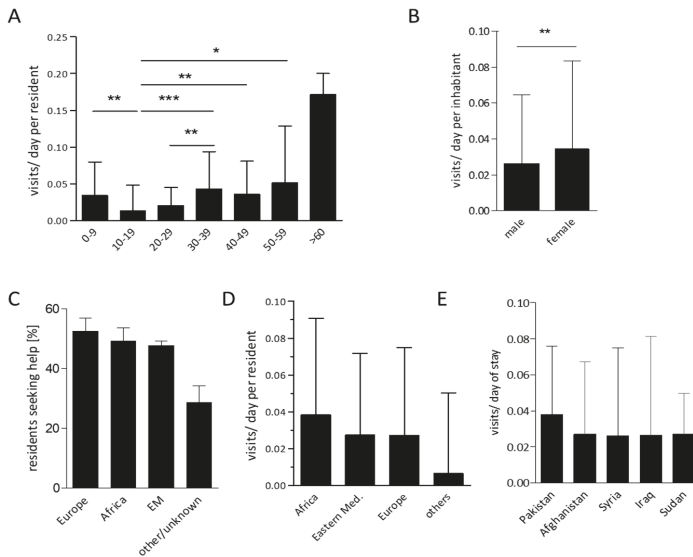 A
visits/ day per resident
0.25
0.20
0.15
0.10
0.05
0.00
*
**
**
***
**
0-9
10-19
20-29
30-39
40-49
50-59
>60
B
visits/ day per inhabitant
0.10
0.08
0.06
0.04
0.02
0.00
**
male
female
C
residents seeking help [%]
60
40
20
0
Europe
Africa
EM
other/unknown
D
visits/ day per resident
0.10
0.08
0.06
0.04
0.02
0.00
Africa
Eastern Med.
Europe
others
E
visits/ day of stay
0.10
0.08
0.06
0.04
0.02
0.00
Pakistan
Afghanistan
Syria
Iraq
Sudan